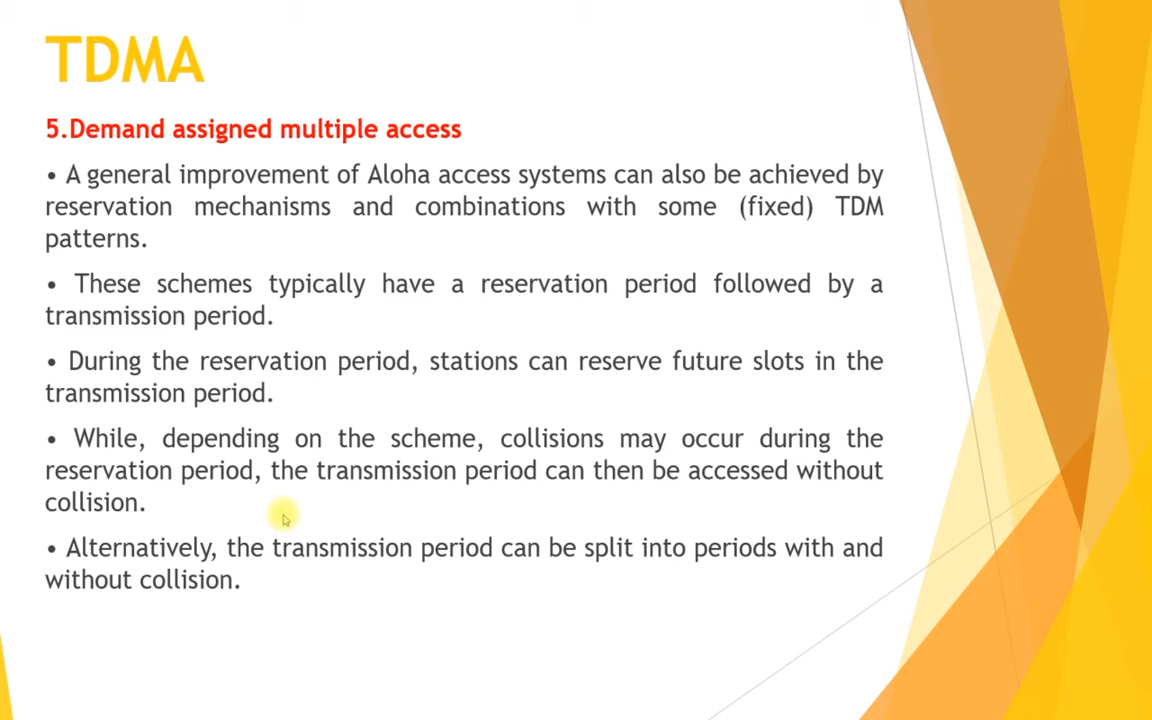 TDMA
5.Demand assigned multiple access
• A general improvement of Aloha access systems can also be achieved by
reservation mechanisms and combinations with some (fixed) TDM
patterns.
• These schemes typically have a reservation period followed by a
transmission period.
• During the reservation period, stations can reserve future slots in the
transmission period.
• While, depending on the scheme, collisions may occur during the
reservation period, the transmission period can then be accessed without
collision.
• Alternatively, the transmission period can be split into periods with and
without collision.